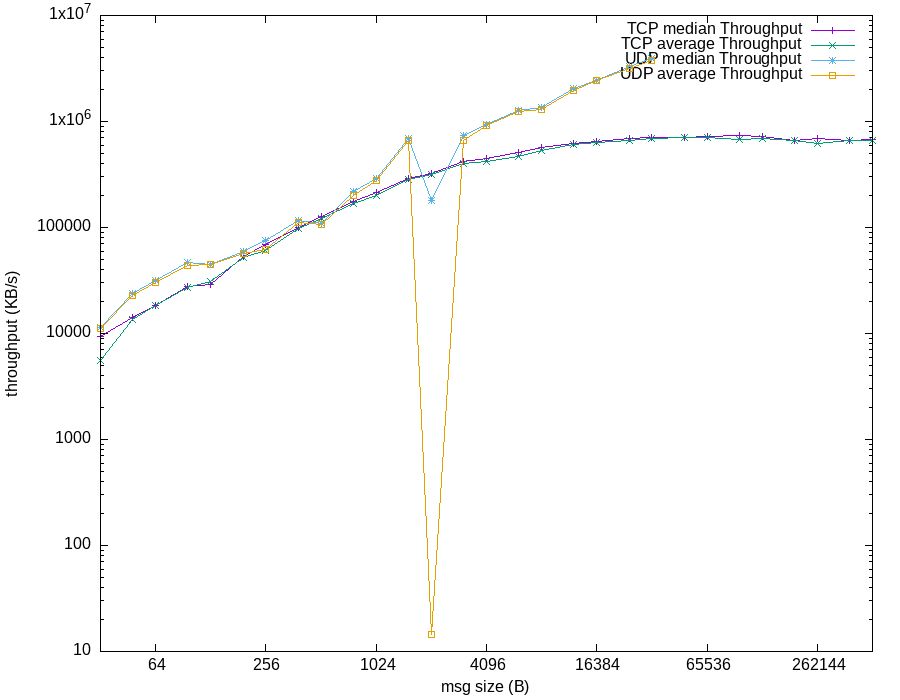 1x10^7
1x10^6
100000
10000
1000
100
10
throughput (KB/s)
TCP median Throughput
TCP average Throughput
UDP median Throughput
UDP average Throughput
64 256 1024 4096 16384 65536 262144
msg size (B)